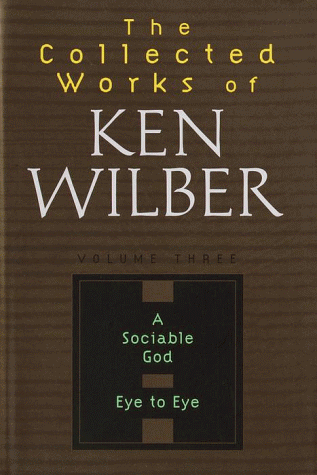 The
Collected
Works of
KEN
WILBER
VOLUME THREE
A
Sociable
God
Eye to Eye